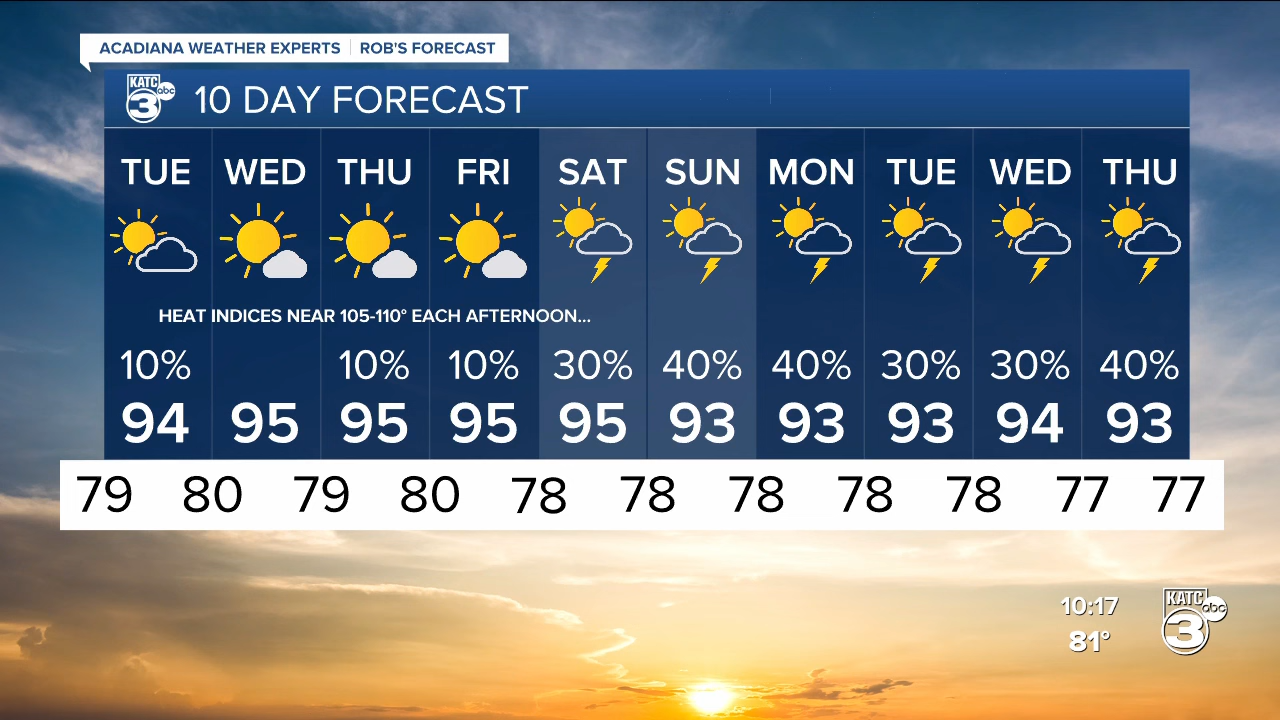 ACADIANA WEATHER EXPERTS | ROB'S FORECAST
KATC abc 3
10 DAY FORECAST
TUE WED THU FRI SAT SUN MON TUE WED THU
HEAT INDICES NEAR 105-110° EACH AFTERNOON...
10% 10% 10% 30% 40% 40% 30% 30% 40%
94 95 95 95 95 93 93 93 94 93
79 80 79 80 78 78 78 78 78 77 77
10:17
81°
KATC abc 3